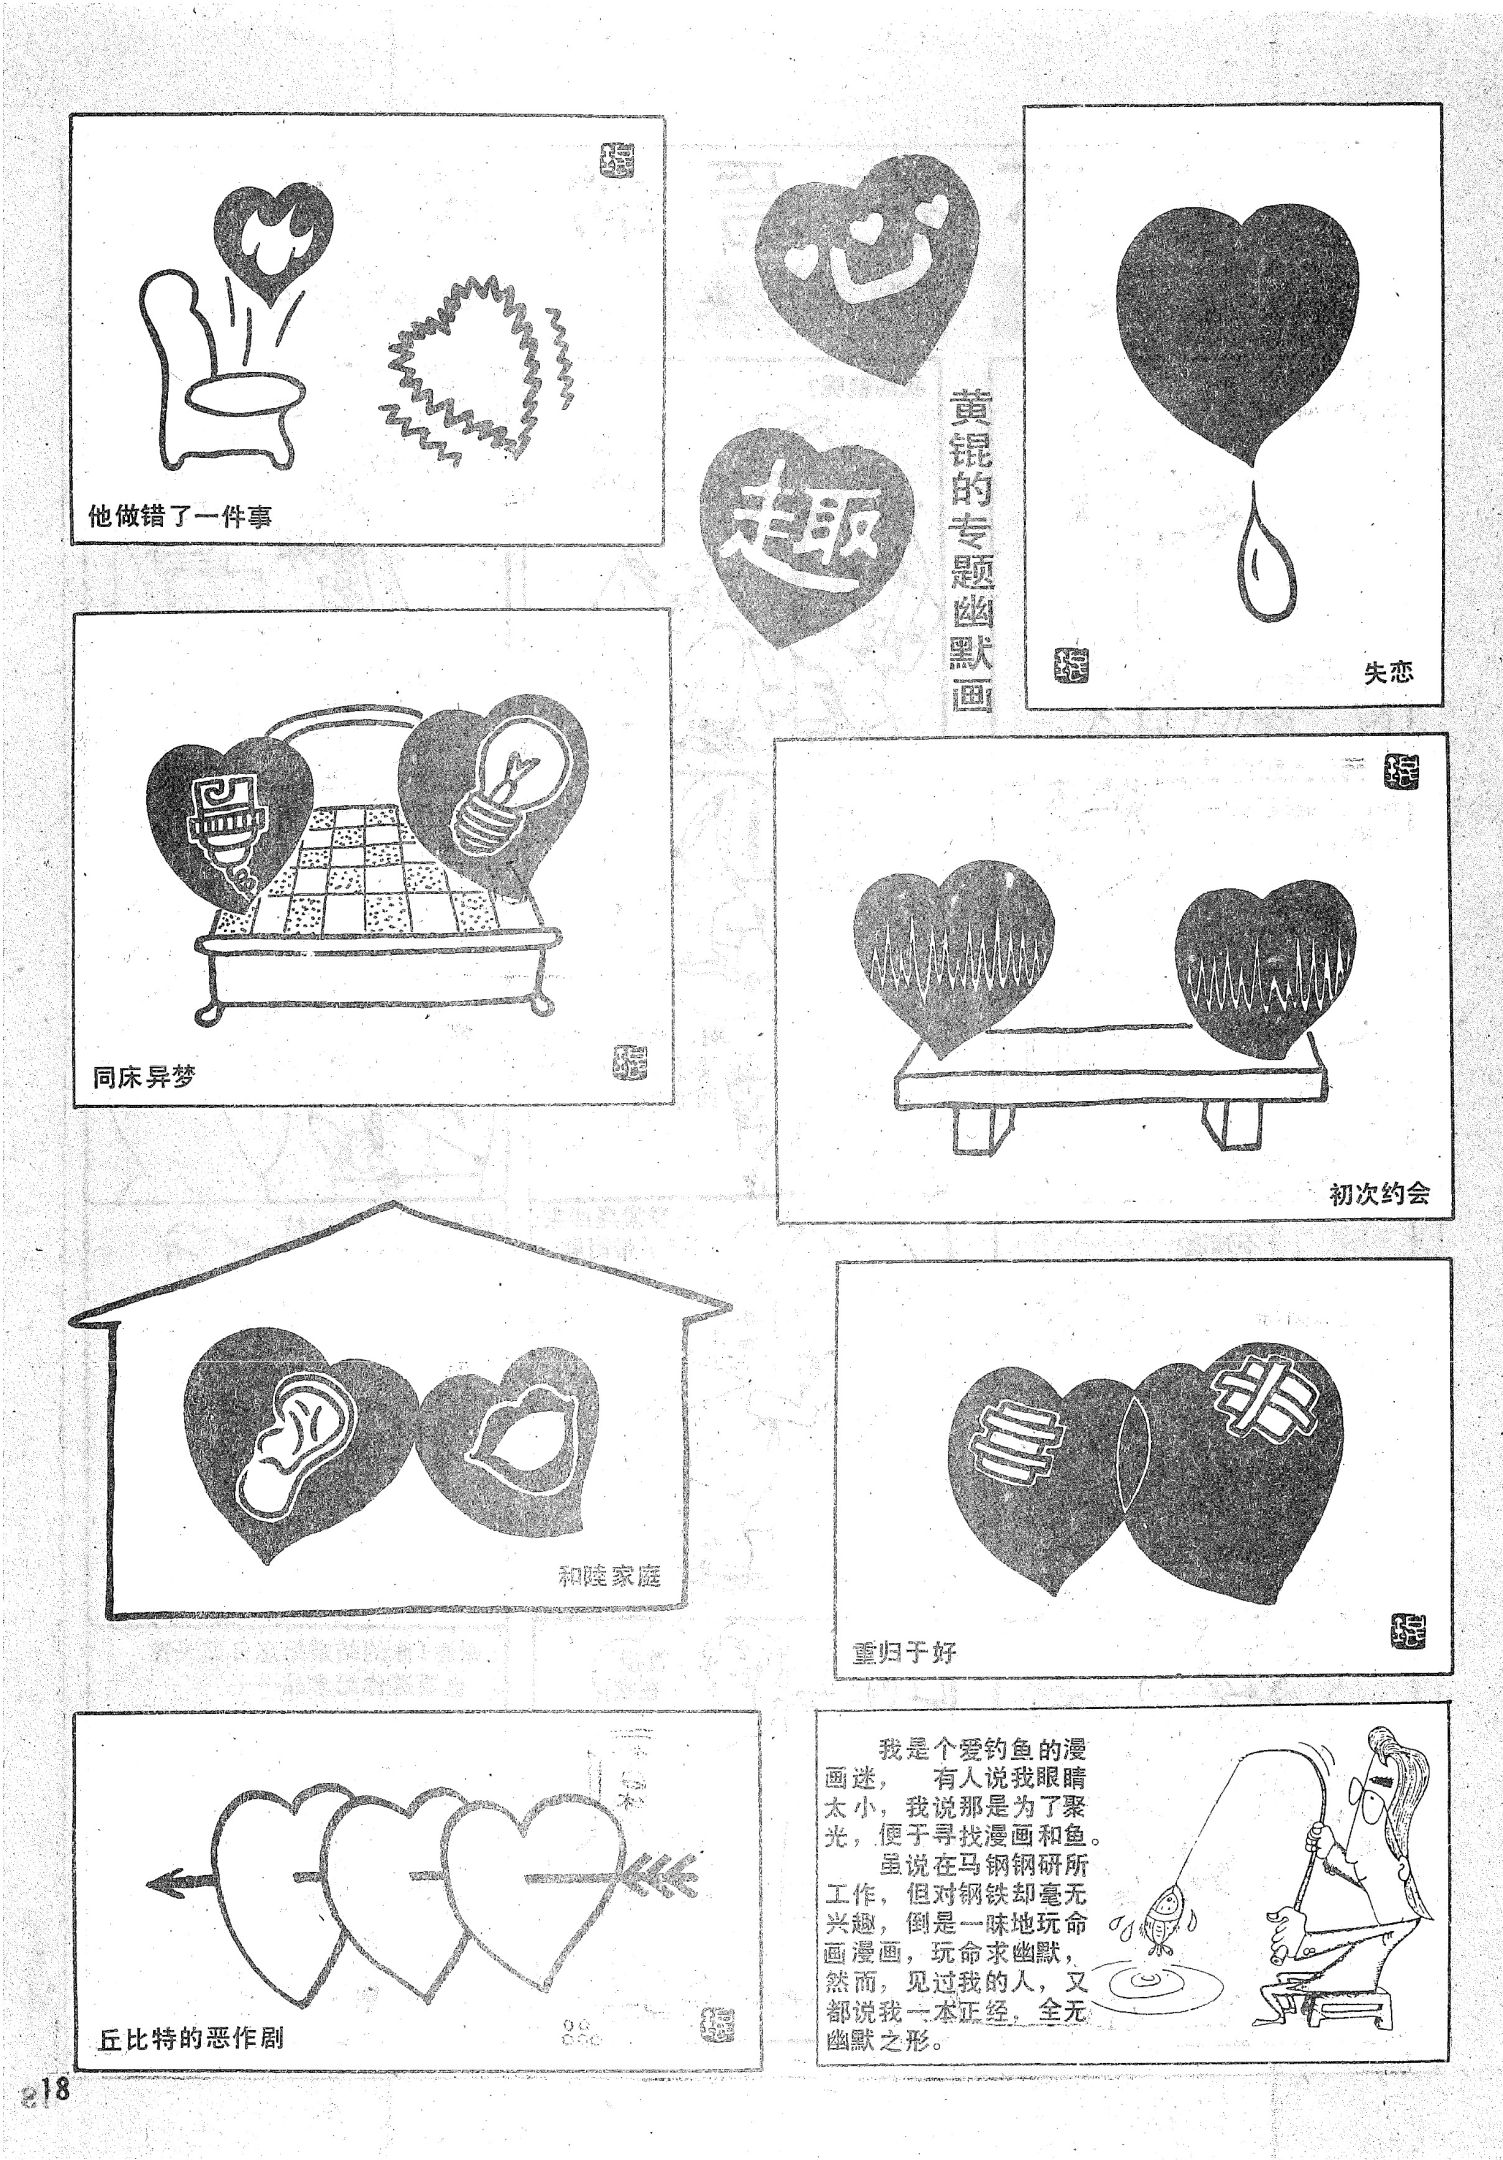 心
趣
黄锟的专题幽默画
他做错了一件事
失恋
同床异梦
初次约会
和睦家庭
重归于好
丘比特的恶作剧
我是个爱钓鱼的漫
画迷， 有人说我眼睛
太小，我说那是为了聚
光，便于寻找漫画和鱼。
虽说在马钢钢研所
工作，但对钢铁却毫无
兴趣，倒是一味地玩命
画漫画，玩命求幽默，
然而，见过我的人，又
都说我一本正经，全无
幽默之形。
18